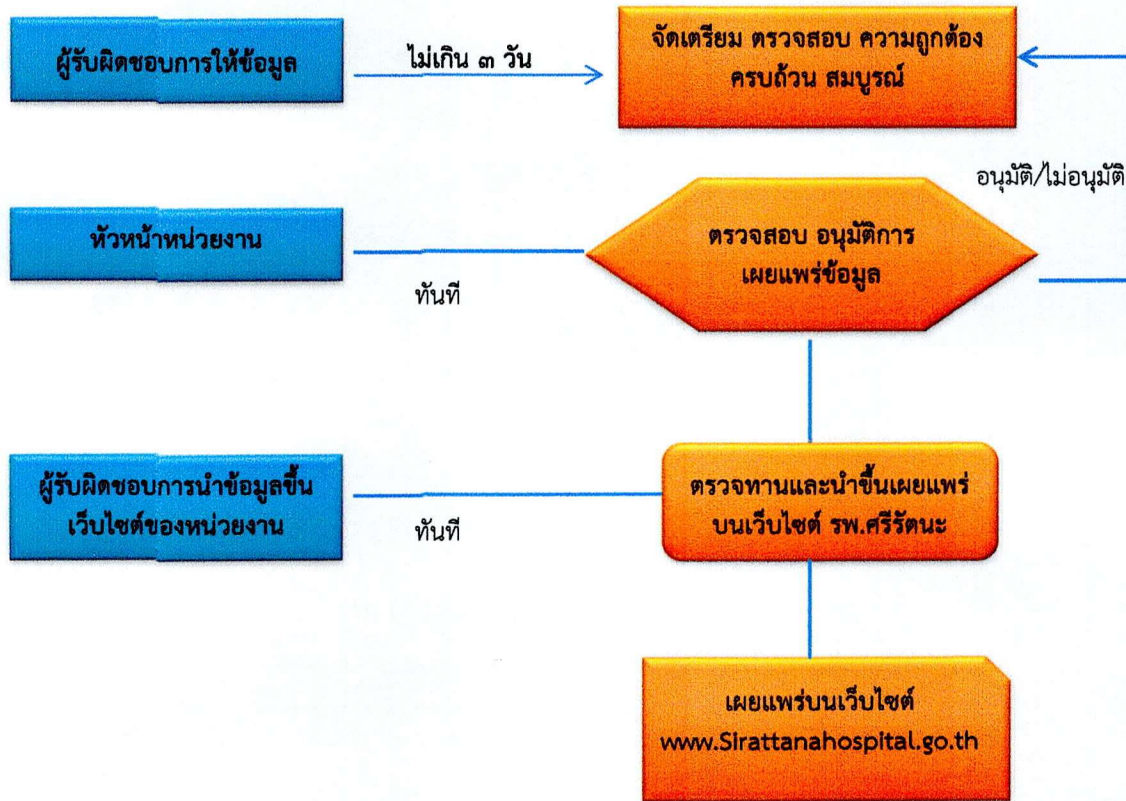 ผู้รับผิดชอบการให้ข้อมูล
ไม่เกิน ๓ วัน
จัดเตรียม ตรวจสอบ ความถูกต้อง
ครบถ้วน สมบูรณ์
อนุมัติ/ไม่อนุมัติ
หัวหน้าหน่วยงาน
ทันที
ตรวจสอบ อนุมัติการ
เผยแพร่ข้อมูล
ผู้รับผิดชอบการนำข้อมูลขึ้น
เว็บไซต์ของหน่วยงาน
ทันที
ตรวจทานและนำขึ้นเผยแพร่
บนเว็บไซต์ รพ.ศรีรัตนะ
เผยแพร่บนเว็บไซต์
www.Sirattanahospital.go.th